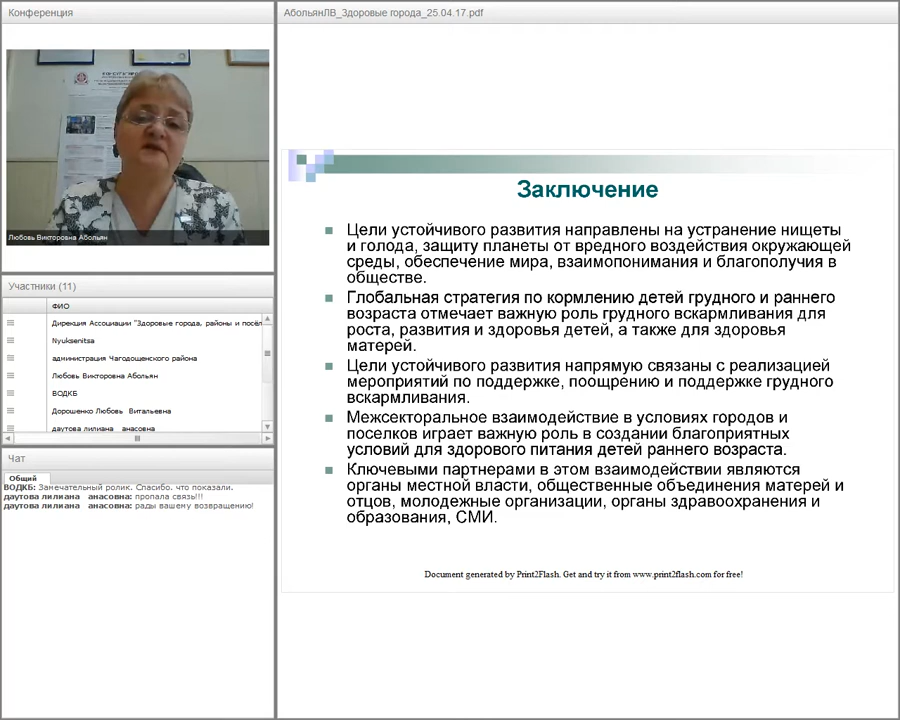 Конференция
Любовь Викторовна Абольян
Участники (11)
ФИО
Дирекция Ассоциации "Здоровые города, районы и посёл
Nyuksenitsa
администрация Чагодощенского района
Любовь Викторовна Абольян
ВОДКБ
Дорошенко Любовь Витальевна
даутова лилиана анасовна
Чат
Общий
ВОДКБ: Замечательный ролик. Спасибо. что показали.
даутова лилиана анасовна: пропала связь!!!
даутова лилиана анасовна: рады вашему возвращению!
АбольянЛВ_Здоровые города_25.04.17.pdf
Заключение
Цели устойчивого развития направлены на устранение нищеты
и голода, защиту планеты от вредного воздействия окружающей
среды, обеспечение мира, взаимопонимания и благополучия в
обществе.
Глобальная стратегия по кормлению детей грудного и раннего
возраста отмечает важную роль грудного вскармливания для
роста, развития и здоровья детей, а также для здоровья
матерей.
Цели устойчивого развития напрямую связаны с реализацией
мероприятий по поддержке, поощрению и поддержке грудного
вскармливания.
Межсекторальное взаимодействие в условиях городов и
поселков играет важную роль в создании благоприятных
условий для здорового питания детей раннего возраста.
Ключевыми партнерами в этом взаимодействии являются
органы местной власти, общественные объединения матерей и
отцов, молодежные организации, органы здравоохранения и
образования, СМИ.
Document generated by Print2Flash. Get and try it from www.print2flash.com for free!